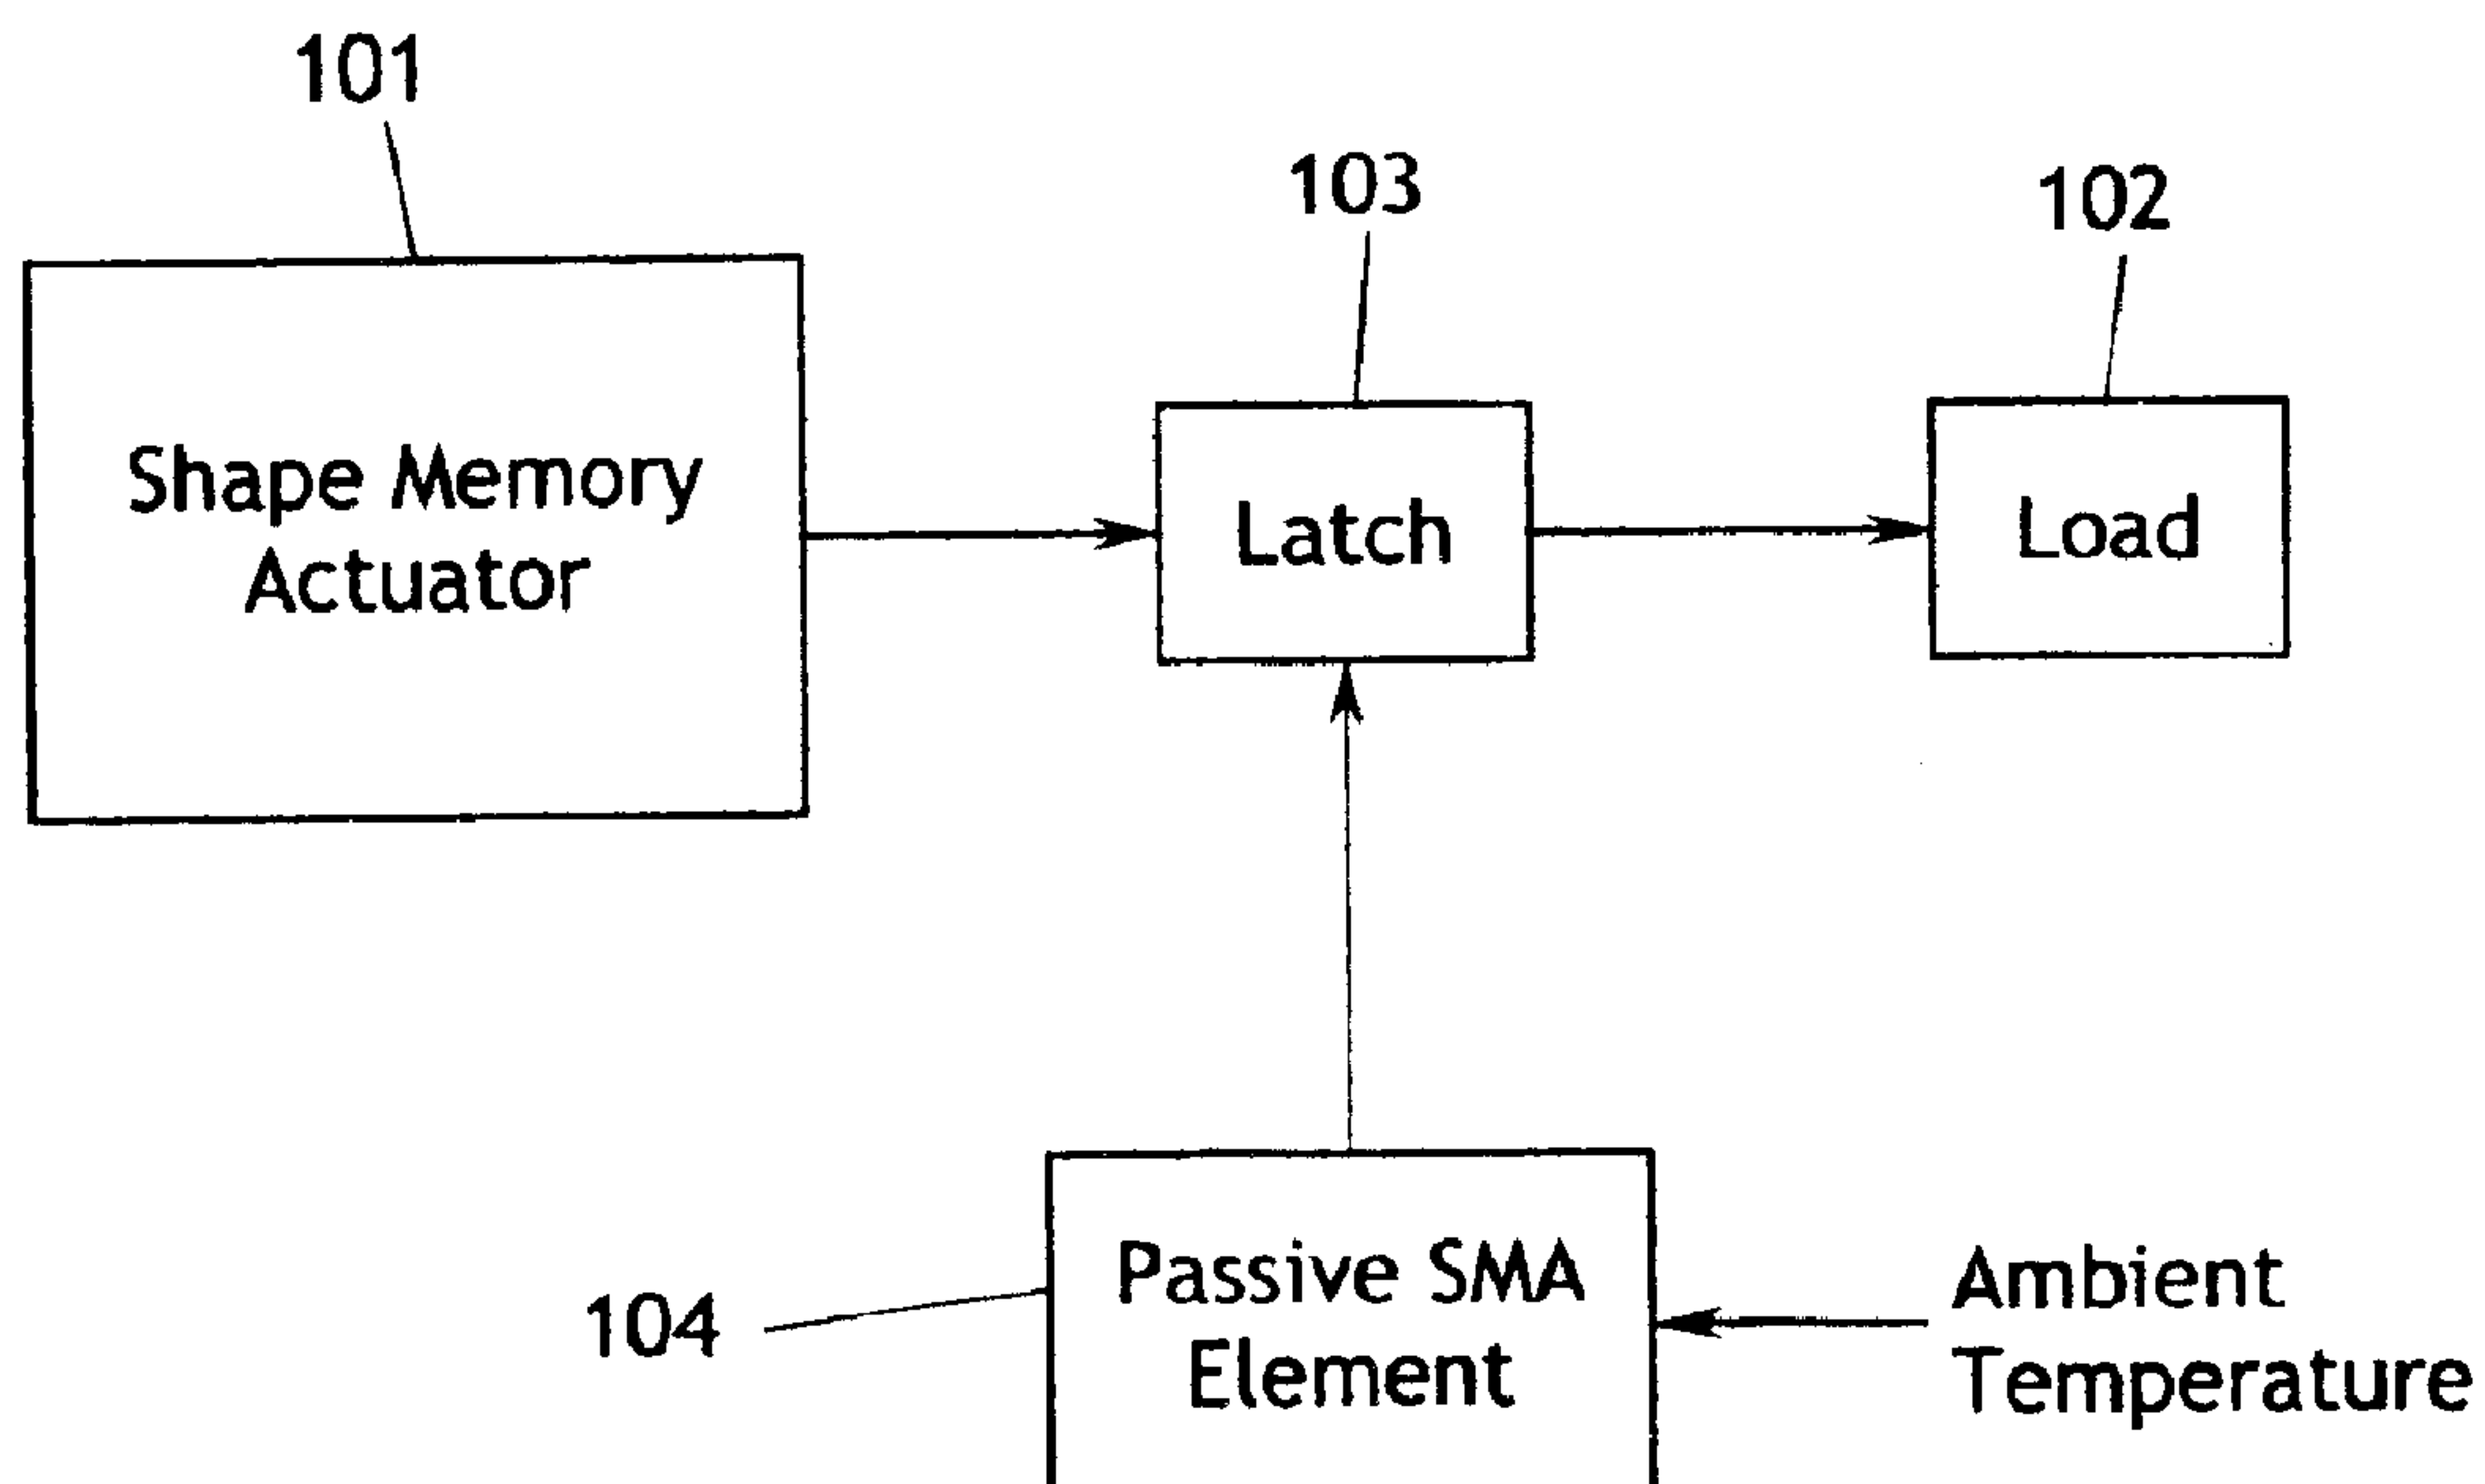 101
103
102
Shape Memory
Actuator
Latch
Load
104
Passive SMA
Element
Ambient
Temperature